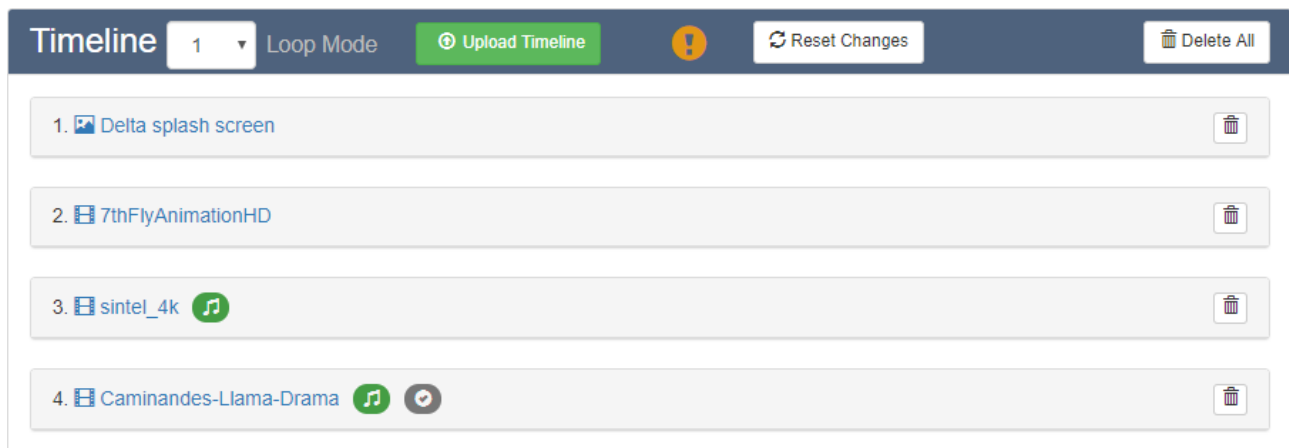 Timeline 1 Loop Mode Upload Timeline Reset Changes Delete All
1. Delta splash screen
2. 7thFlyAnimationHD
3. sintel_4k
4. Caminandes-Llama-Drama